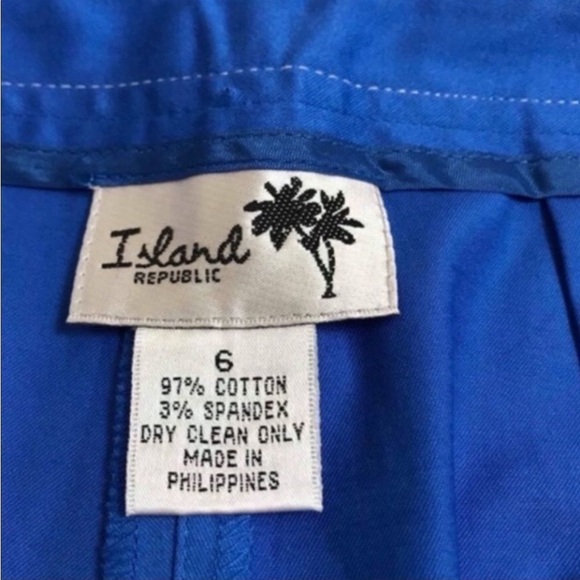 Island
REPUBLIC
6
97% COTTON
3% SPANDEX
DRY CLEAN ONLY
MADE IN
PHILIPPINES